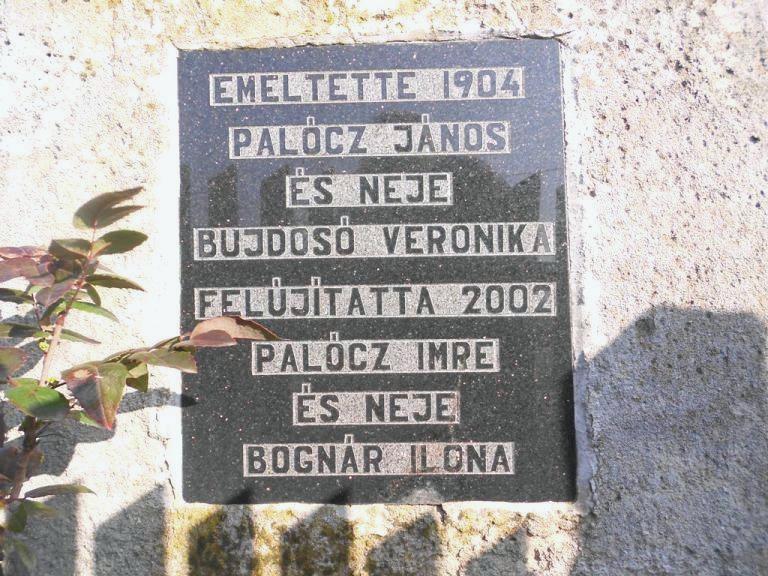 EMELTETTE 1904
PALÓCZ JÁNOS
ÉS NEJE
BUJDOSÓ VERONIKA
FELÚJÍTATTA 2002
PALÓCZ IMRE
ÉS NEJE
BOGNÁR ILONA